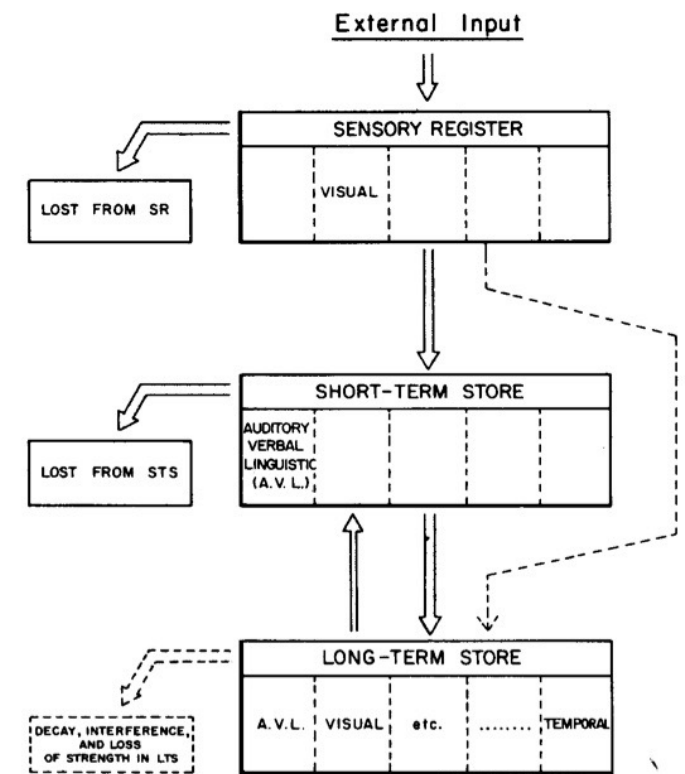 External Input
SENSORY REGISTER
VISUAL
LOST FROM SR
SHORT-TERM STORE
AUDITORY
VERBAL
LINGUISTIC
(A.V.L.)
LOST FROM STS
LONG-TERM STORE
A.V.L.
VISUAL
etc.
........
TEMPORAL
DECAY, INTERFERENCE,
AND LOSS
OF STRENGTH IN LTS